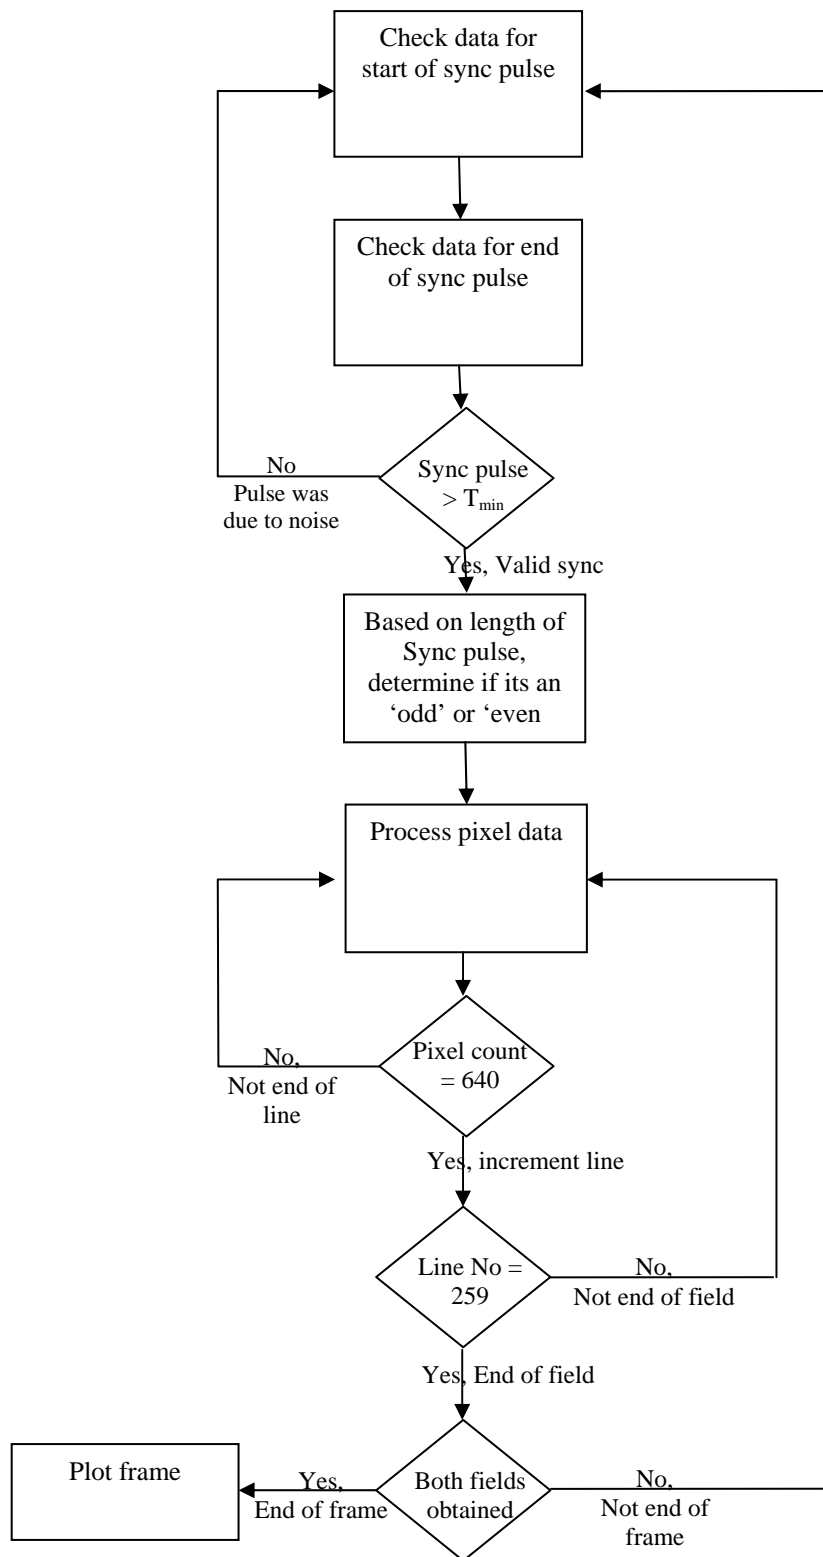 Check data for
start of sync pulse
Check data for end
of sync pulse
Sync pulse
> Tmin
No
Pulse was
due to noise
Yes, Valid sync
Based on length of
Sync pulse,
determine if its an
‘odd’ or ‘even
Process pixel data
Pixel count
= 640
No,
Not end of
line
Yes, increment line
Line No =
259
No,
Not end of field
Yes, End of field
Both fields
obtained
Yes,
End of frame
Plot frame
No,
Not end of
frame